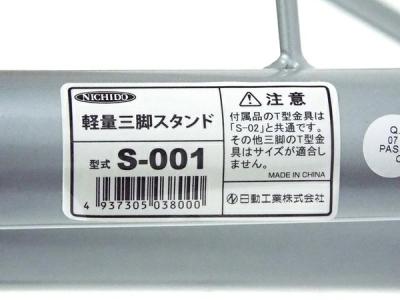 NICHIDO
軽量三脚スタンド
型式 S-001
4 937305 038000
⚠ 注意
付属品のT型金具は
「S-02」と共通です。
その他三脚のT型金
具はサイズが適合し
ません。
MADE IN CHINA
日動工業株式会社
Q.
07
PAS